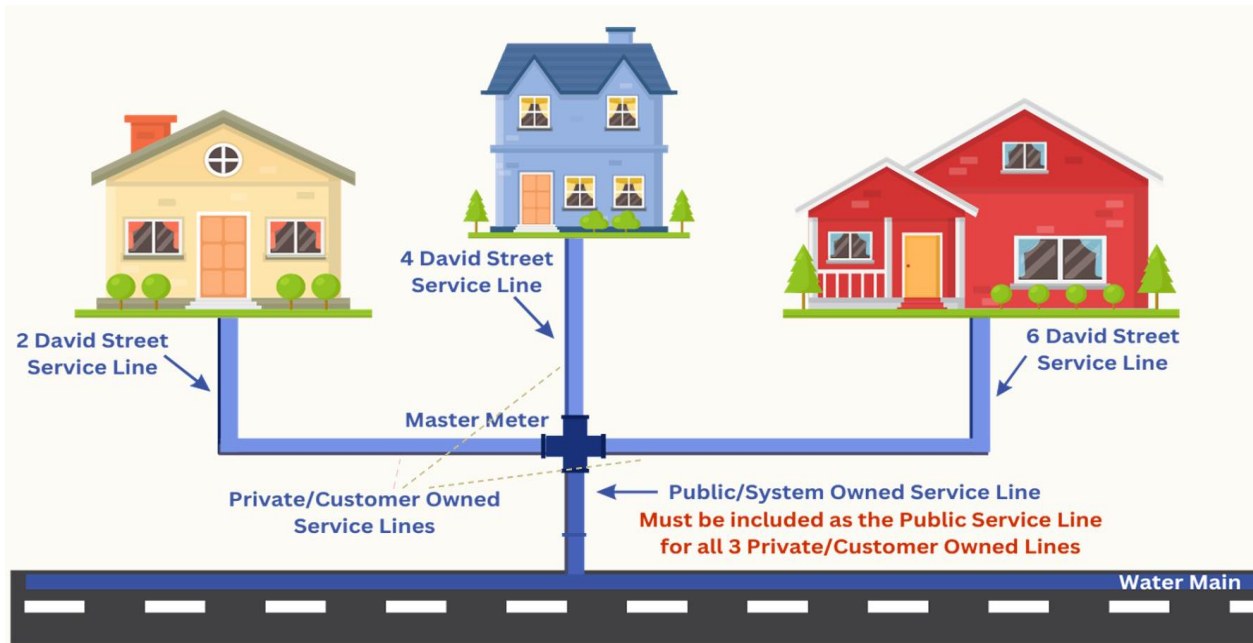 4 David Street
Service Line
2 David Street
Service Line
6 David Street
Service Line
Master Meter
Private/Customer Owned
Service Lines
Public/System Owned Service Line
Must be included as the Public Service Line
for all 3 Private/Customer Owned Lines
Water Main